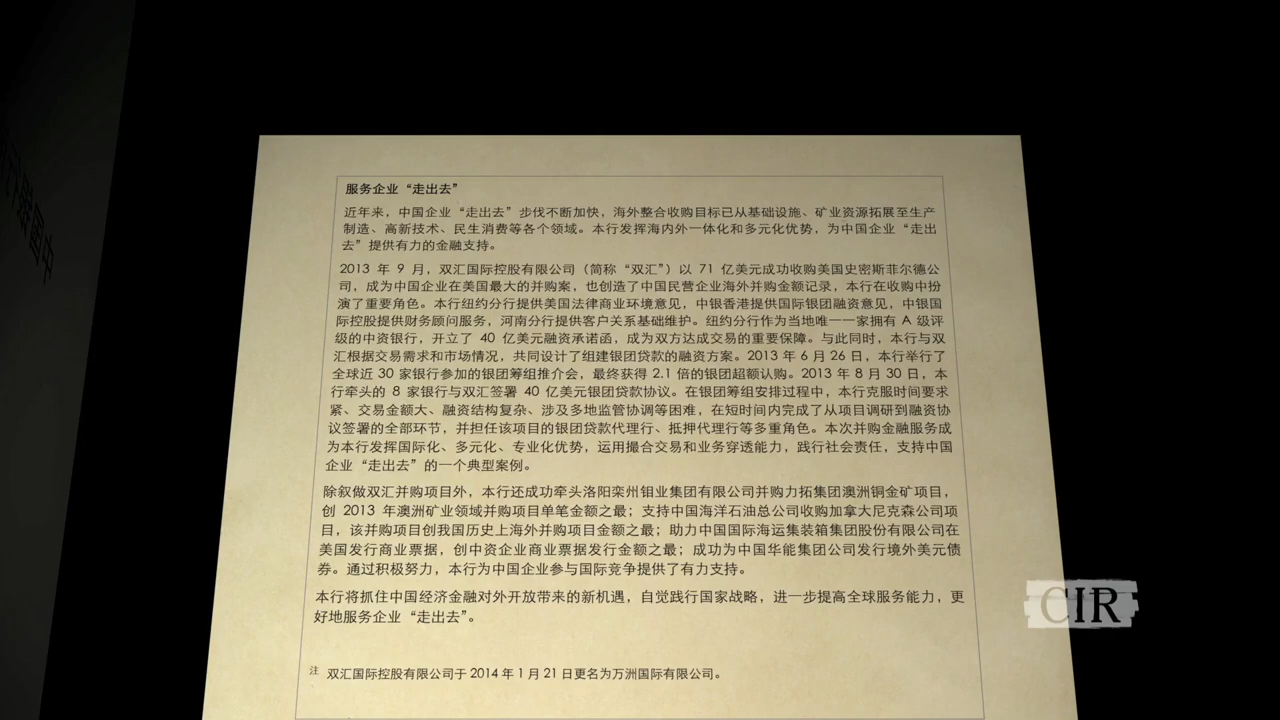 服务企业“走出去”
近年来，中国企业“走出去”步伐不断加快，海外整合收购目标已从基础设施、矿业资源拓展至生产
制造、高新技术、民生消费等各个领域。本行发挥海内外一体化和多元化优势，为中国企业“走出
去”提供有力的金融支持。
2013 年 9 月，双汇国际控股有限公司（简称“双汇”）以 71 亿美元成功收购美国史密斯菲尔德公
司，成为中国企业在美国最大的并购案，也创造了中国民营企业海外并购金额记录，本行在收购中扮
演了重要角色。本行纽约分行提供美国法律商业环境意见，中银香港提供国际银团融资意见，中银国
际控股提供财务顾问服务，河南分行提供客户关系基础维护。纽约分行作为当地唯一一家拥有 A 级评
级的中资银行，开立了 40 亿美元融资承诺函，成为双方达成交易的重要保障。与此同时，本行与双
汇根据交易需求和市场情况，共同设计了组建银团贷款的融资方案。2013 年 6 月 26 日，本行举行了
全球近 30 家银行参加的银团筹组推介会，最终获得 2.1 倍的银团超额认购。2013 年 8 月 30 日，本
行牵头的 8 家银行与双汇签署 40 亿美元银团贷款协议。在银团筹组安排过程中，本行克服时间要求
紧、交易金额大、融资结构复杂、涉及多地监管协调等困难，在短时间内完成了从项目调研到融资协
议签署的全部环节，并担任该项目的银团贷款代理行、抵押代理行等多重角色。本次并购金融服务成
为本行发挥国际化、多元化、专业化优势，运用撮合交易和业务穿透能力，践行社会责任，支持中国
企业“走出去”的一个典型案例。
除叙做双汇并购项目外，本行还成功牵头洛阳栾州钼业集团有限公司并购力拓集团澳洲铜金矿项目，
创 2013 年澳洲矿业领域并购项目单笔金额之最；支持中国海洋石油总公司收购加拿大尼克森公司项
目，该并购项目创我国历史上海外并购项目金额之最；助力中国国际海运集装箱集团股份有限公司在
美国发行商业票据，创中资企业商业票据发行金额之最；成功为中国华能集团公司发行境外美元债
券。通过积极努力，本行为中国企业参与国际竞争提供了有力支持。
本行将抓住中国经济金融对外开放带来的新机遇，自觉践行国家战略，进一步提高全球服务能力，更
好地服务企业“走出去”。
注 双汇国际控股有限公司于 2014 年 1 月 21 日更名为万洲国际有限公司。
CIR